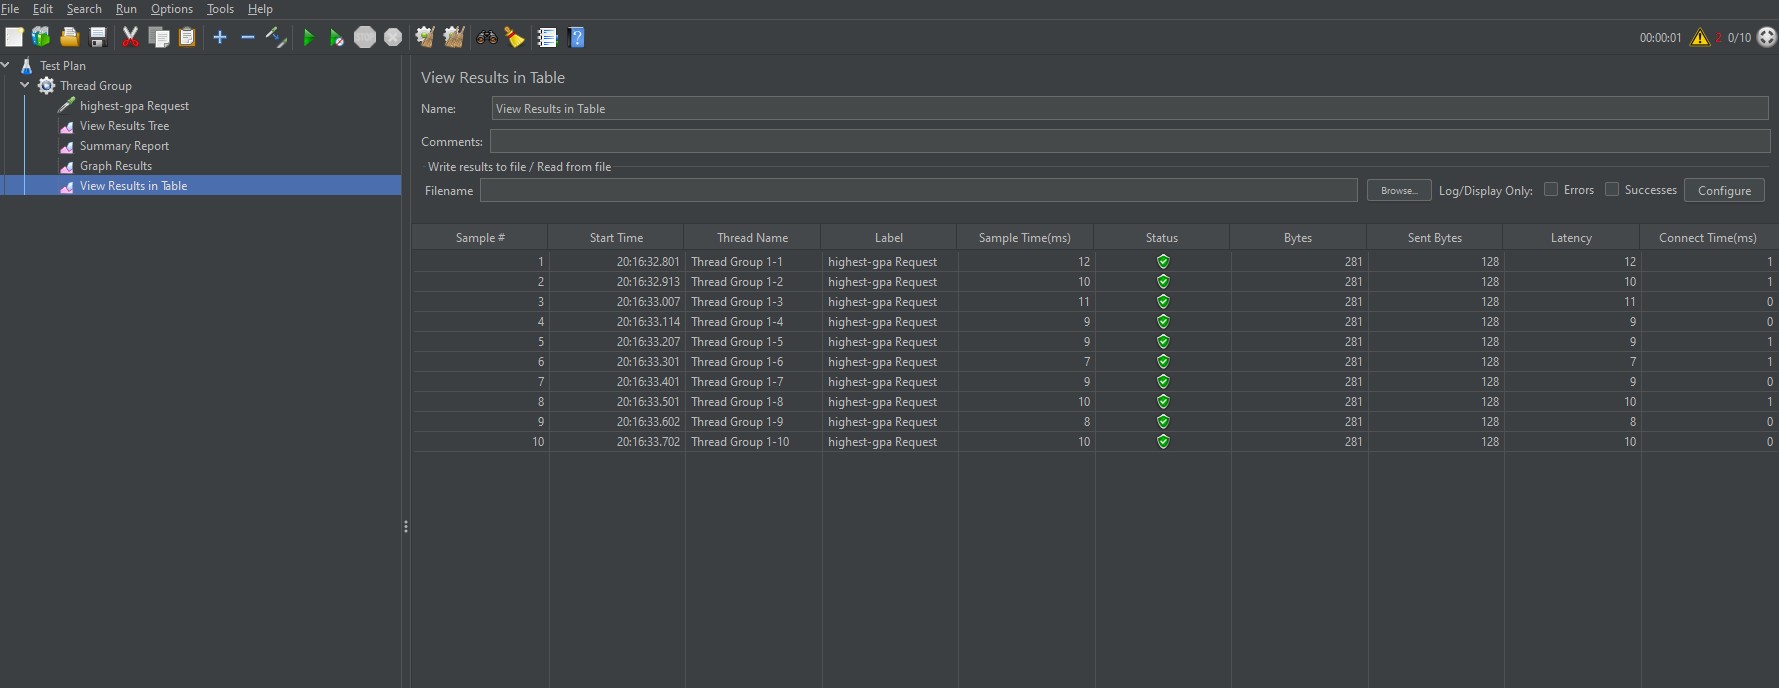 File Edit Search Run Options Tools Help
STOP
00:00:01 2 0/10
Test Plan
Thread Group
highest-gpa Request
View Results Tree
Summary Report
Graph Results
View Results in Table
View Results in Table
Name: View Results in Table
Comments:
Write results to file / Read from file
Filename Browse... Log/Display Only: Errors Successes Configure
Sample # Start Time Thread Name Label Sample Time(ms) Status Bytes Sent Bytes Latency Connect Time(ms)
1 20:16:32.801 Thread Group 1-1 highest-gpa Request 12 281 128 12 1
2 20:16:32.913 Thread Group 1-2 highest-gpa Request 10 281 128 10 1
3 20:16:33.007 Thread Group 1-3 highest-gpa Request 11 281 128 11 0
4 20:16:33.114 Thread Group 1-4 highest-gpa Request 9 281 128 9 0
5 20:16:33.207 Thread Group 1-5 highest-gpa Request 9 281 128 9 1
6 20:16:33.301 Thread Group 1-6 highest-gpa Request 7 281 128 7 1
7 20:16:33.401 Thread Group 1-7 highest-gpa Request 9 281 128 9 0
8 20:16:33.501 Thread Group 1-8 highest-gpa Request 10 281 128 10 1
9 20:16:33.602 Thread Group 1-9 highest-gpa Request 8 281 128 8 0
10 20:16:33.702 Thread Group 1-10 highest-gpa Request 10 281 128 10 0